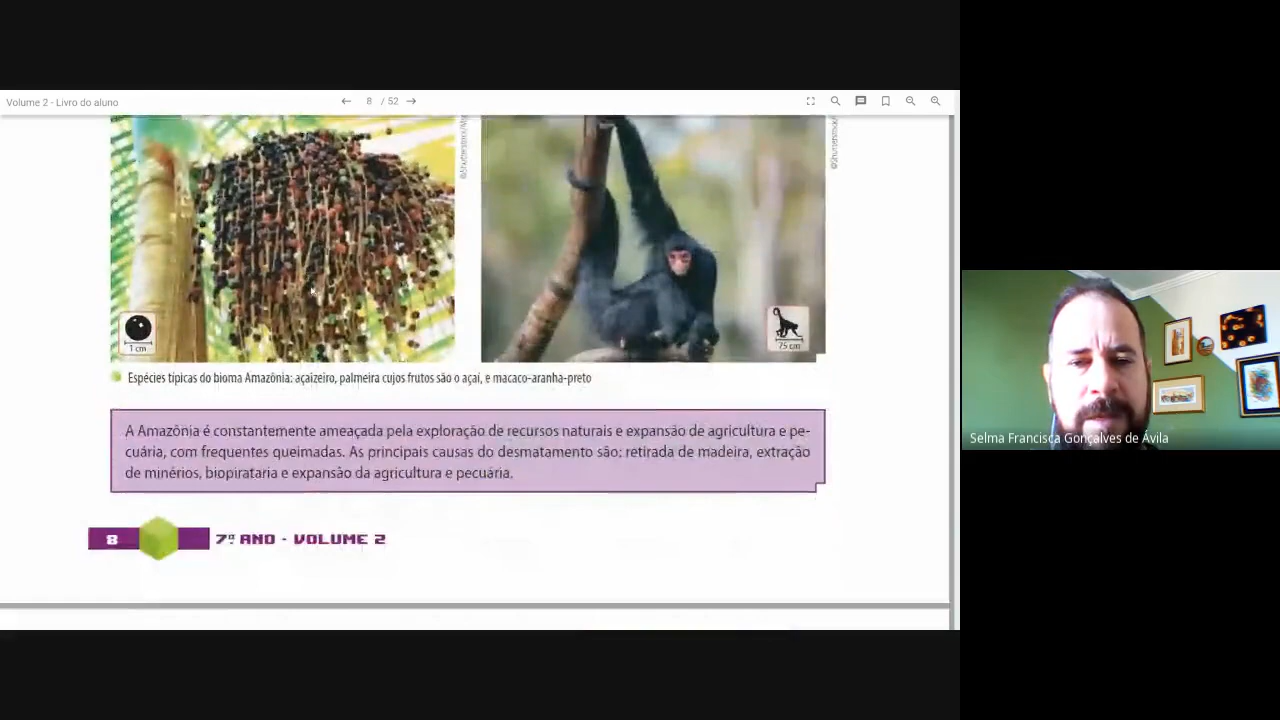 Volume 2 - Livro do aluno
8 / 52
1 cm
75 cm
Espécies típicas do bioma Amazônia: açaizeiro, palmeira cujos frutos são o açaí, e macaco-aranha-preto
A Amazônia é constantemente ameaçada pela exploração de recursos naturais e expansão de agricultura e pe-
cuária, com frequentes queimadas. As principais causas do desmatamento são: retirada de madeira, extração
de minérios, biopirataria e expansão da agricultura e pecuária.
8
7º ANO - VOLUME 2
Selma Francisca Gonçalves de Ávila